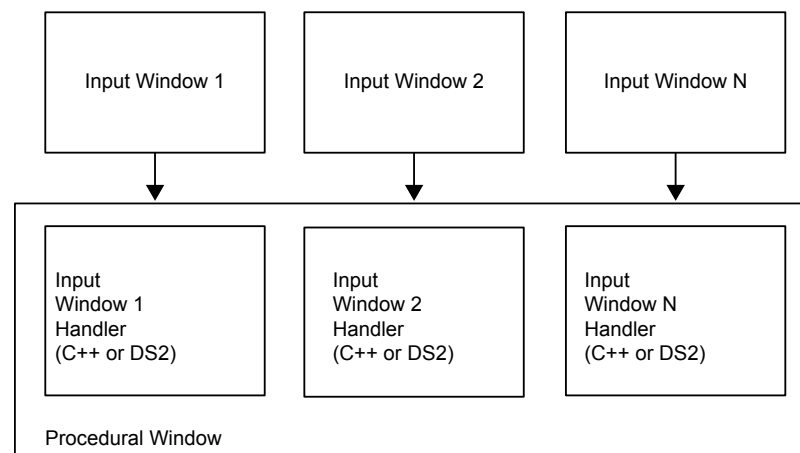 Input Window 1
Input Window 2
Input Window N
Input
Window 1
Handler
(C++ or DS2)
Input
Window 2
Handler
(C++ or DS2)
Input
Window N
Handler
(C++ or DS2)
Procedural Window